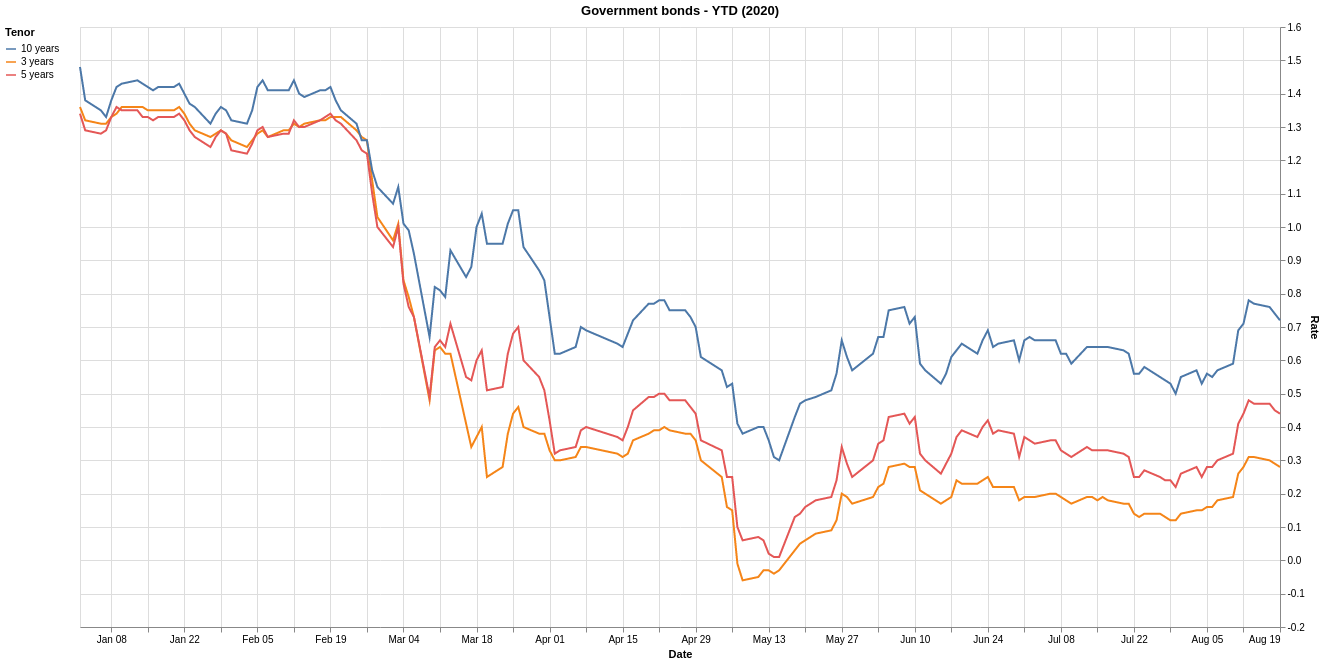 Government bonds - YTD (2020)
Tenor
10 years
3 years
5 years
1.6
1.5
1.4
1.3
1.2
1.1
1.0
0.9
0.8
0.7
0.6
0.5
0.4
0.3
0.2
0.1
0.0
-0.1
-0.2
Rate
Jan 08 Jan 22 Feb 05 Feb 19 Mar 04 Mar 18 Apr 01 Apr 15 Apr 29 May 13 May 27 Jun 10 Jun 24 Jul 08 Jul 22 Aug 05 Aug 19
Date